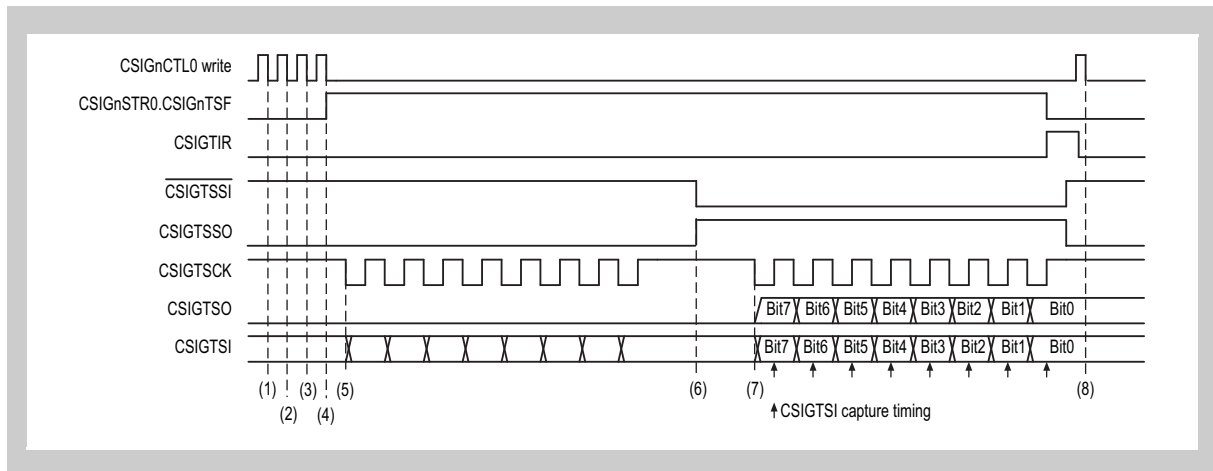 CSIGnCTL0 write
CSIGnSTR0.CSIGnTSF
CSIGTIR
CSIGTSSI
CSIGTSSO
CSIGTSCK
CSIGTSO Bit7 Bit6 Bit5 Bit4 Bit3 Bit2 Bit1 Bit0
CSIGTSI Bit7 Bit6 Bit5 Bit4 Bit3 Bit2 Bit1 Bit0
(1) (3) (5) (6) (7) (8)
(2) (4) CSIGTSI capture timing